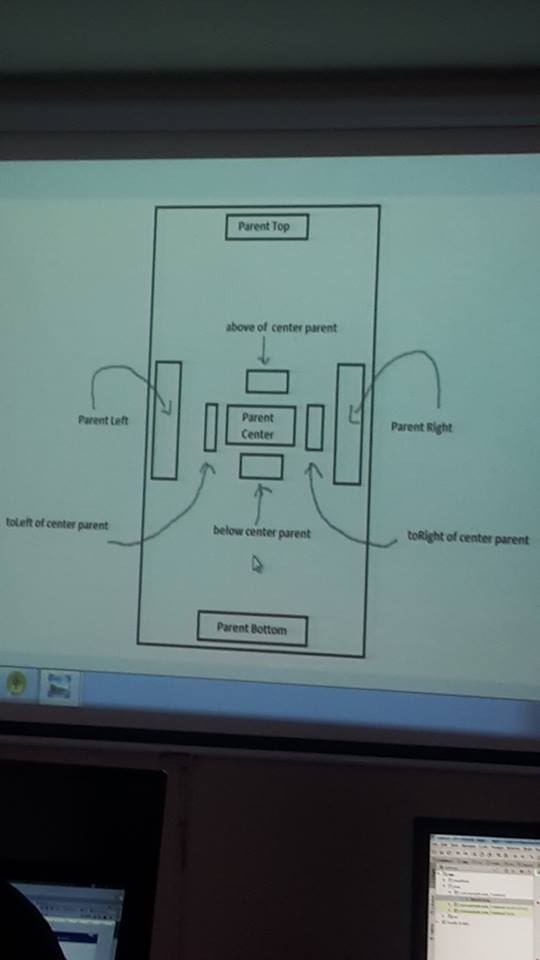 Parent Top
above of center parent
Parent Left
Parent
Center
Parent Right
toLeft of center parent
below center parent
toRight of center parent
Parent Bottom